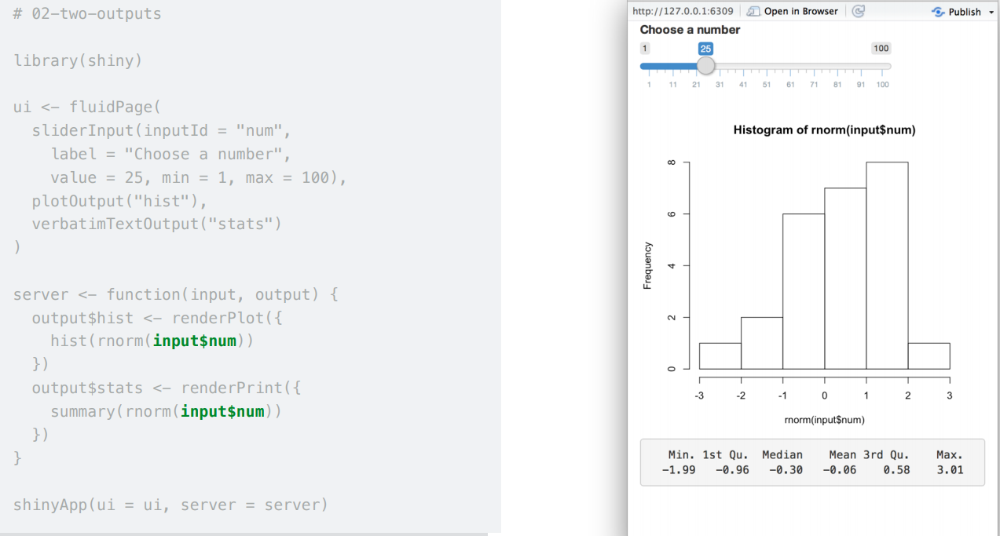 # 02-two-outputs
library(shiny)
ui <- fluidPage(
  sliderInput(inputId = "num",
    label = "Choose a number",
    value = 25, min = 1, max = 100),
  plotOutput("hist"),
  verbatimTextOutput("stats")
)
server <- function(input, output) {
  output$hist <- renderPlot({
    hist(rnorm(input$num))
  })
  output$stats <- renderPrint({
    summary(rnorm(input$num))
  })
}
shinyApp(ui = ui, server = server)
http://127.0.0.1:6309 Open in Browser Publish
Choose a number
1 25 100
1 11 21 31 41 51 61 71 81 91 100
Histogram of rnorm(input$num)
Frequency
8
6
4
2
0
-3 -2 -1 0 1 2 3
rnorm(input$num)
Min. 1st Qu. Median Mean 3rd Qu. Max.
-1.99 -0.96 -0.30 -0.06 0.58 3.01